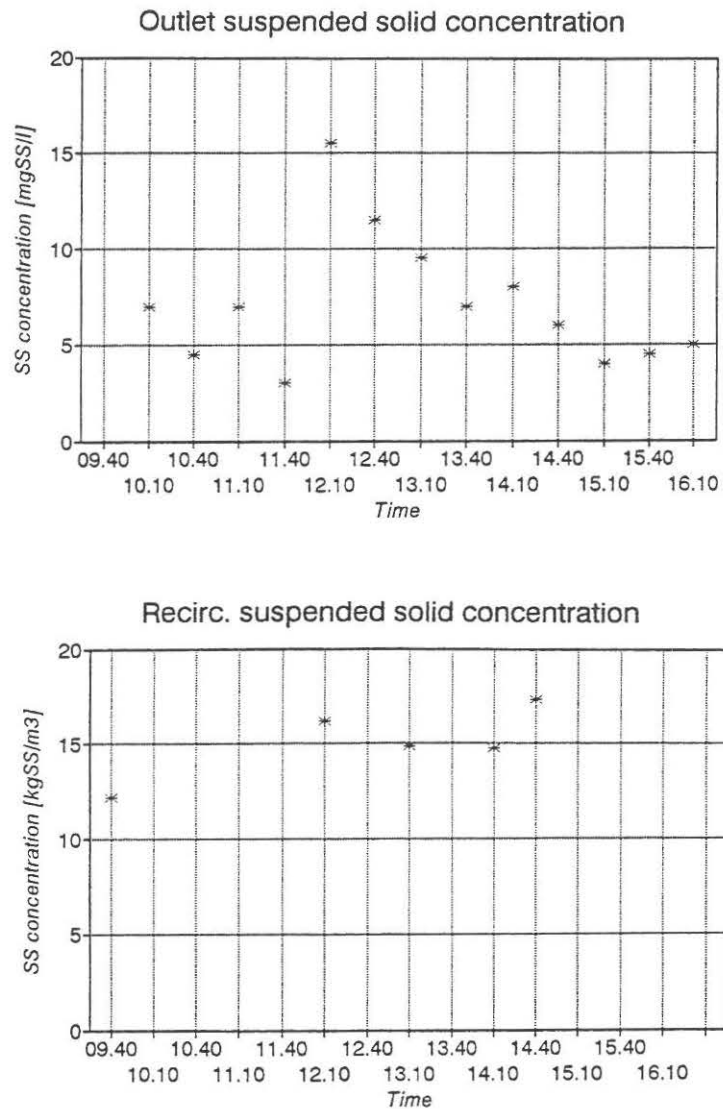 Outlet suspended solid concentration
20
15
10
5
0
SS concentration [mgSS/l]
09.40 10.40 11.40 12.40 13.40 14.40 15.40
10.10 11.10 12.10 13.10 14.10 15.10 16.10
Time
Recirc. suspended solid concentration
20
15
10
5
0
SS concentration [kgSS/m3]
09.40 10.40 11.40 12.40 13.40 14.40 15.40
10.10 11.10 12.10 13.10 14.10 15.10 16.10
Time